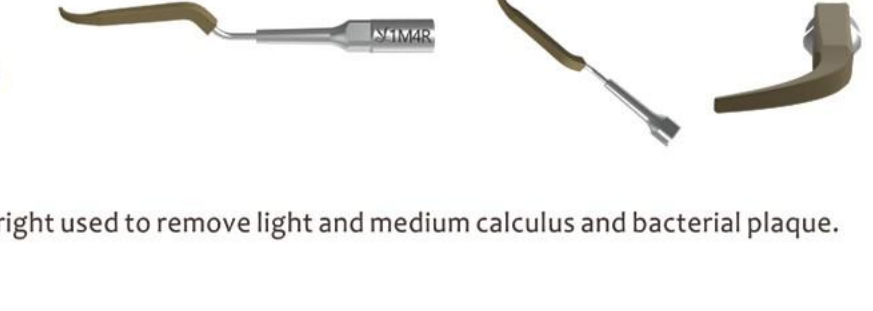 1M4R
right used to remove light and medium calculus and bacterial plaque.